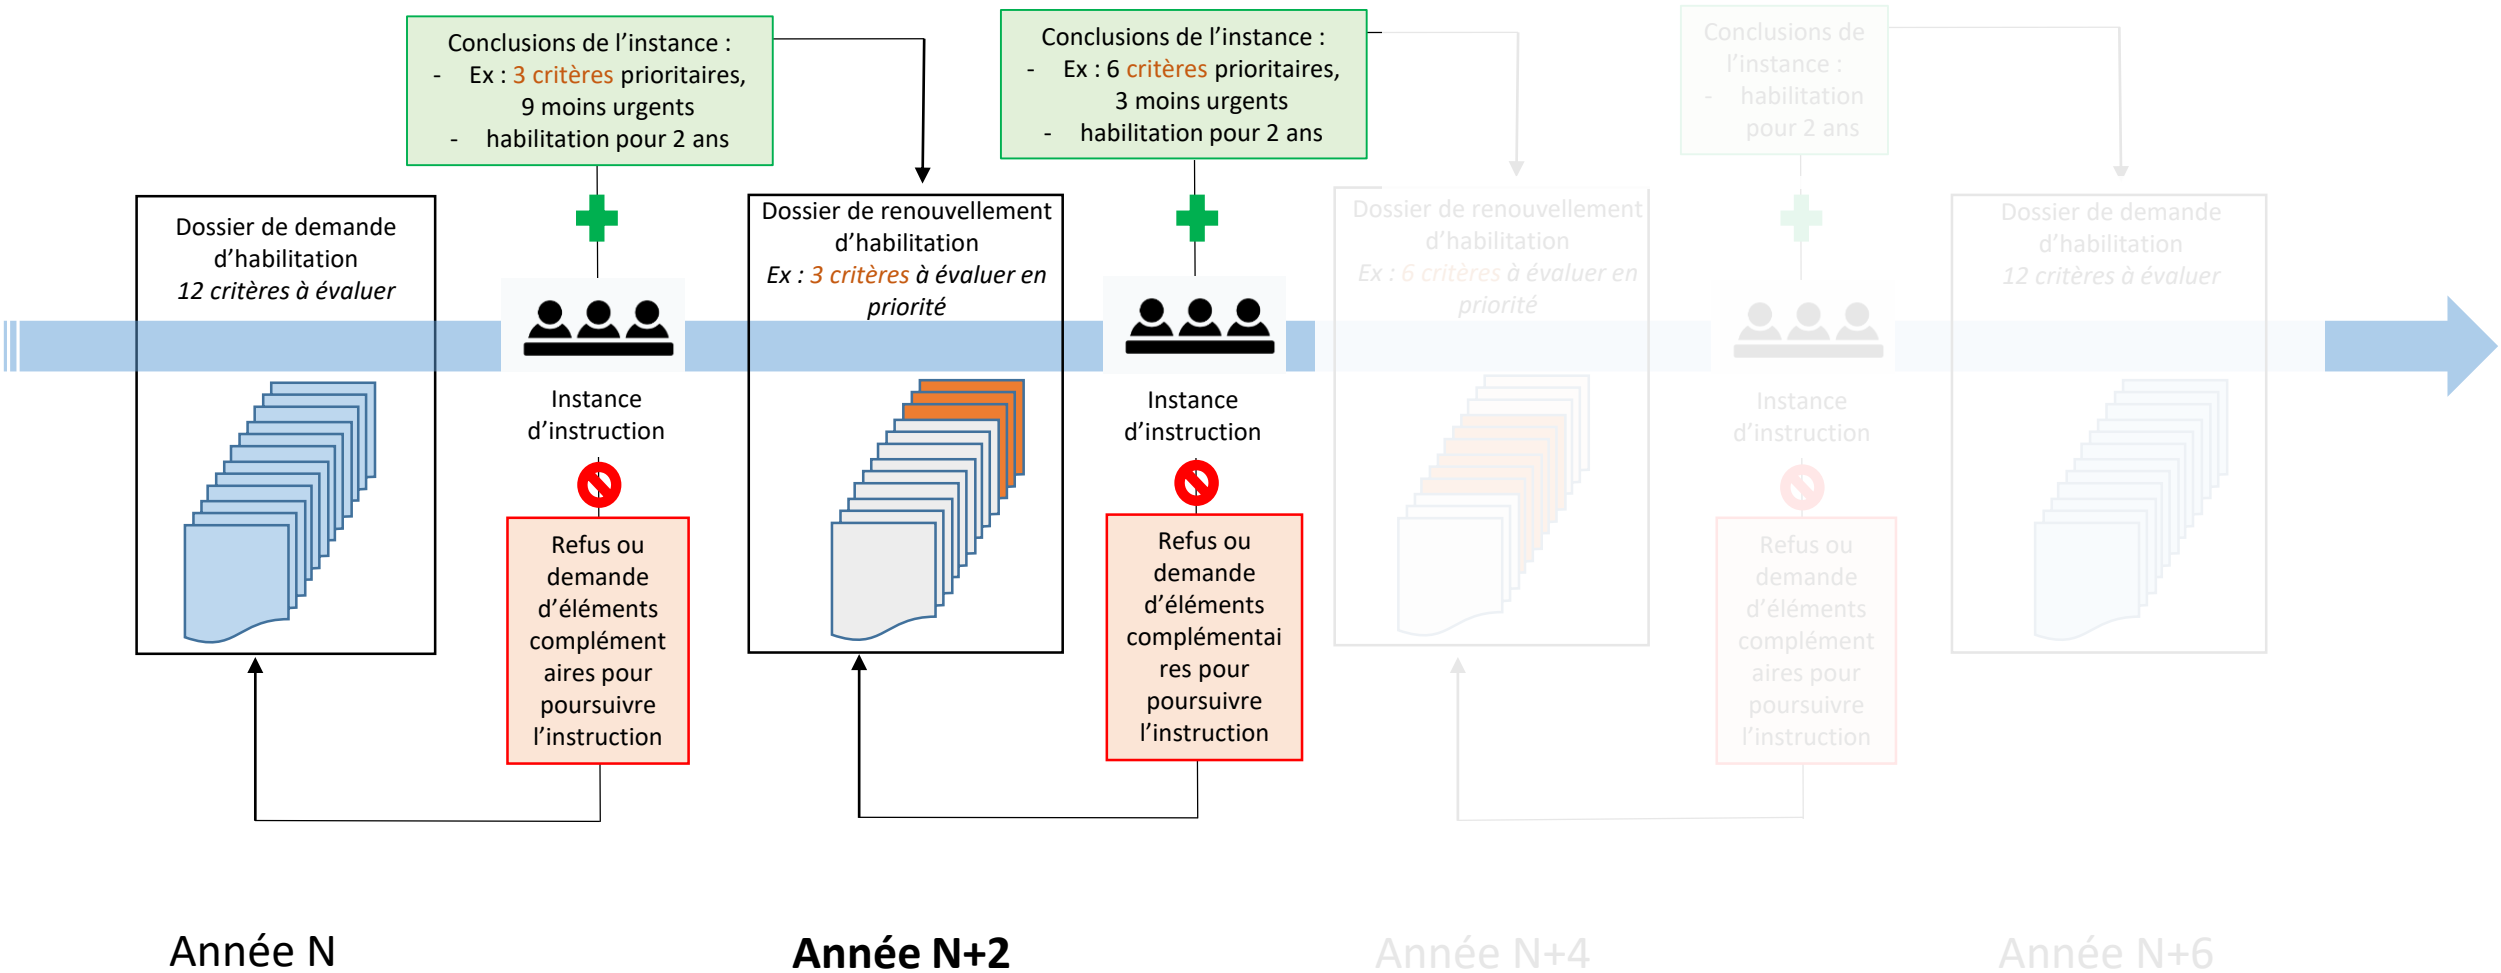 Conclusions de l’instance :
- Ex : 3 critères prioritaires,
9 moins urgents
- habilitation pour 2 ans
Conclusions de l’instance :
- Ex : 6 critères prioritaires,
3 moins urgents
- habilitation pour 2 ans
Conclusions de
l’instance :
- habilitation
pour 2 ans
Dossier de demande
d’habilitation
12 critères à évaluer
Instance
d’instruction
Refus ou
demande
d’éléments
complément
aires pour
poursuivre
l’instruction
Dossier de renouvellement
d’habilitation
Ex : 3 critères à évaluer en
priorité
Instance
d’instruction
Refus ou
demande
d’éléments
complémentai
res pour
poursuivre
l’instruction
Dossier de renouvellement
d’habilitation
Ex : 6 critères à évaluer en
priorité
Instance
d’instruction
Refus ou
demande
d’éléments
complément
aires pour
poursuivre
l’instruction
Dossier de demande
d’habilitation
12 critères à évaluer
Année N
Année N+2
Année N+4
Année N+6